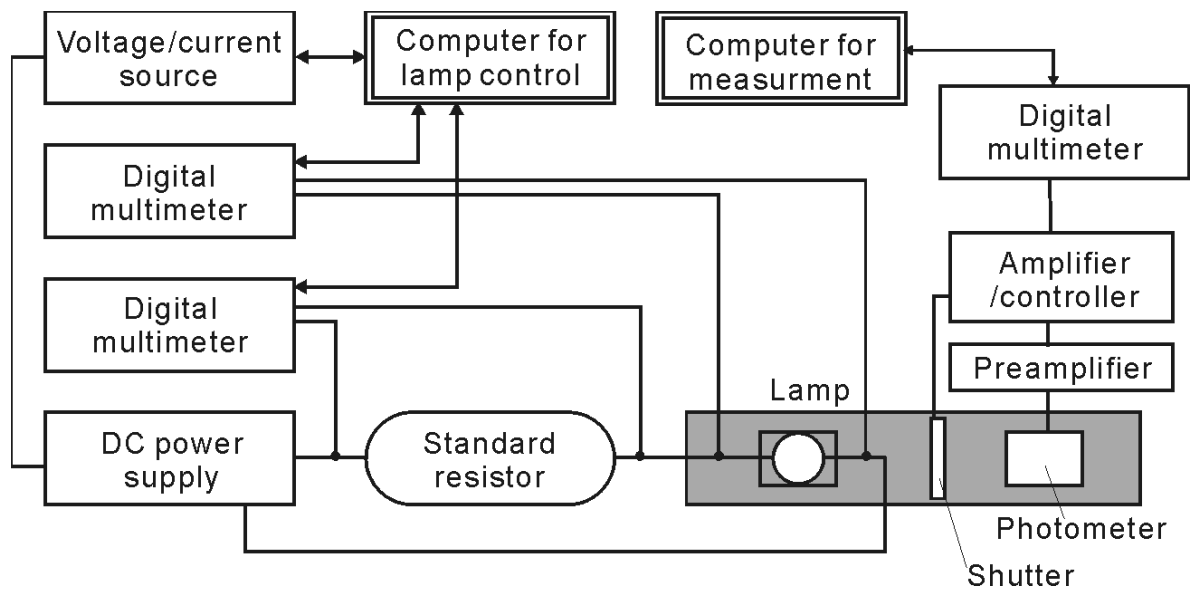 Voltage/current
source
Computer for
lamp control
Computer for
measurment
Digital
multimeter
Digital
multimeter
Amplifier
/controller
Digital
multimeter
Preamplifier
Lamp
DC power
supply
Standard
resistor
Photometer
Shutter